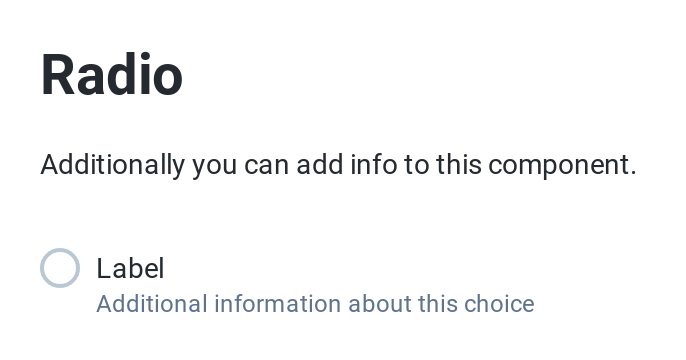 Radio
Additionally you can add info to this component.
Label
Additional information about this choice